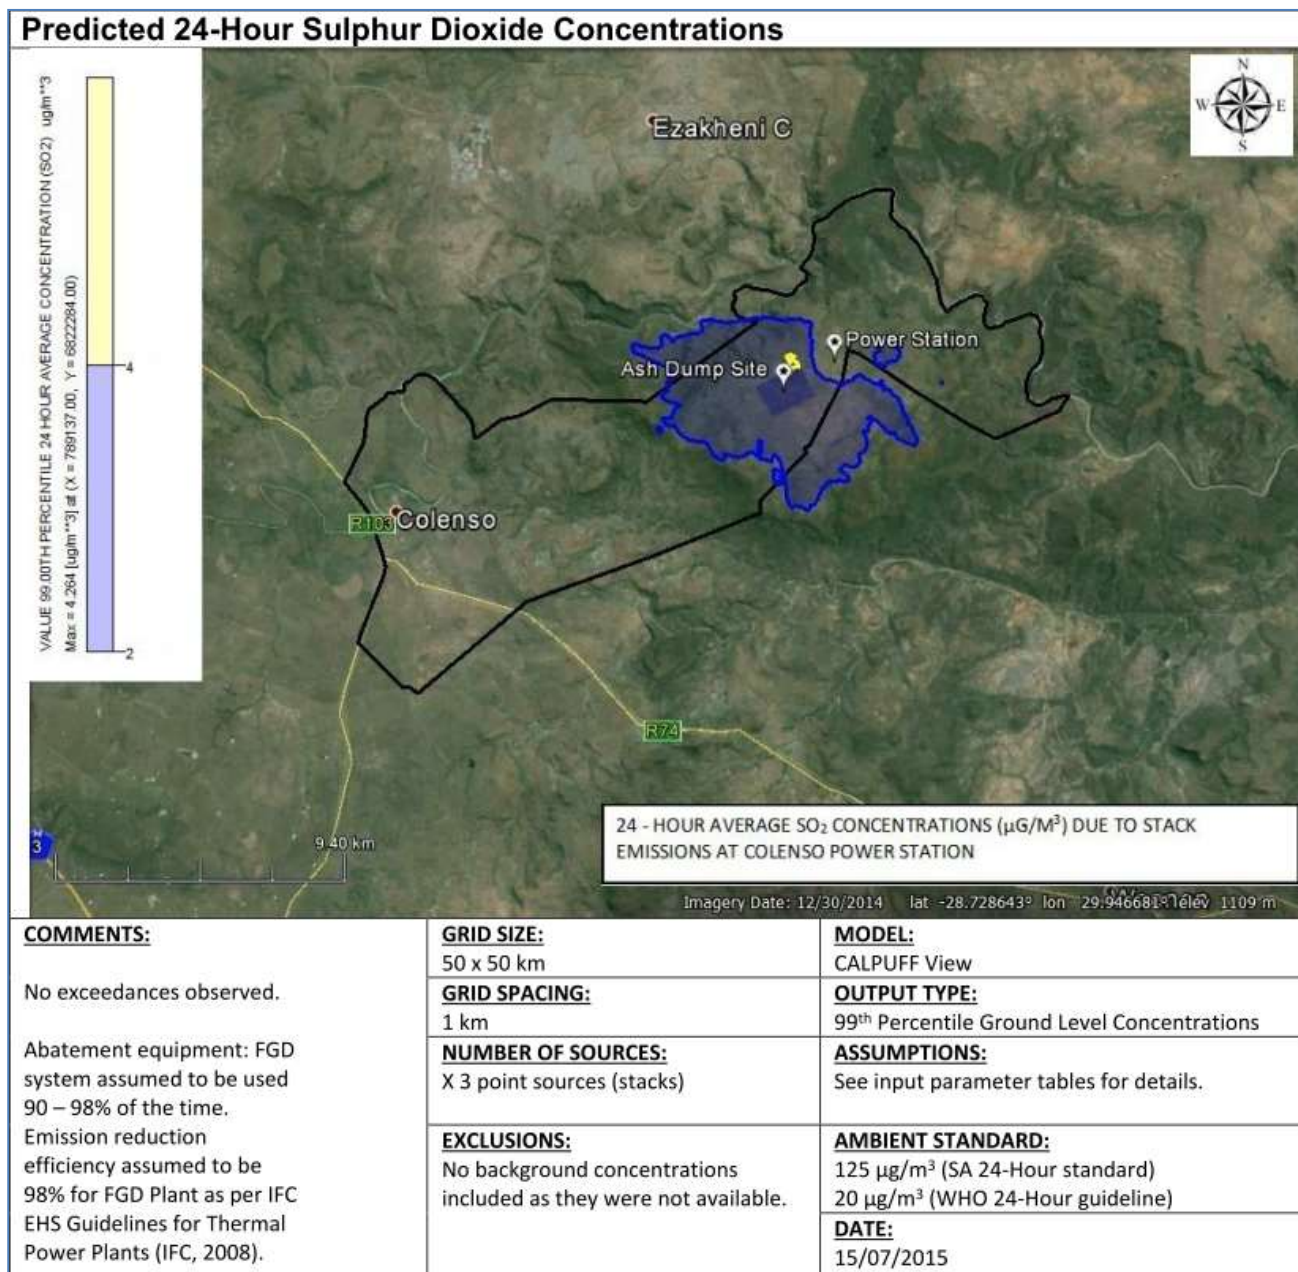 Predicted 24-Hour Sulphur Dioxide Concentrations
VALUE 99.00TH PERCENTILE 24 HOUR AVERAGE CONCENTRATION (SO2) ug/m**3
Max = 4.264 [ug/m**3] at (X = 789137.00, Y = 6822284.00)
4
2
N
W
E
S
Ezakheni C
Power Station
Ash Dump Site
R103
Colenso
R74
3
9.40 km
24 - HOUR AVERAGE SO₂ CONCENTRATIONS (µG/M³) DUE TO STACK
EMISSIONS AT COLENSO POWER STATION
Imagery Date: 12/30/2014 lat -28.728643° lon 29.946681° elev 1109 m
COMMENTS:
No exceedances observed.
Abatement equipment: FGD
system assumed to be used
90 – 98% of the time.
Emission reduction
efficiency assumed to be
98% for FGD Plant as per IFC
EHS Guidelines for Thermal
Power Plants (IFC, 2008).
GRID SIZE:
50 x 50 km
GRID SPACING:
1 km
NUMBER OF SOURCES:
X 3 point sources (stacks)
EXCLUSIONS:
No background concentrations
included as they were not available.
MODEL:
CALPUFF View
OUTPUT TYPE:
99th Percentile Ground Level Concentrations
ASSUMPTIONS:
See input parameter tables for details.
AMBIENT STANDARD:
125 µg/m³ (SA 24-Hour standard)
20 µg/m³ (WHO 24-Hour guideline)
DATE:
15/07/2015